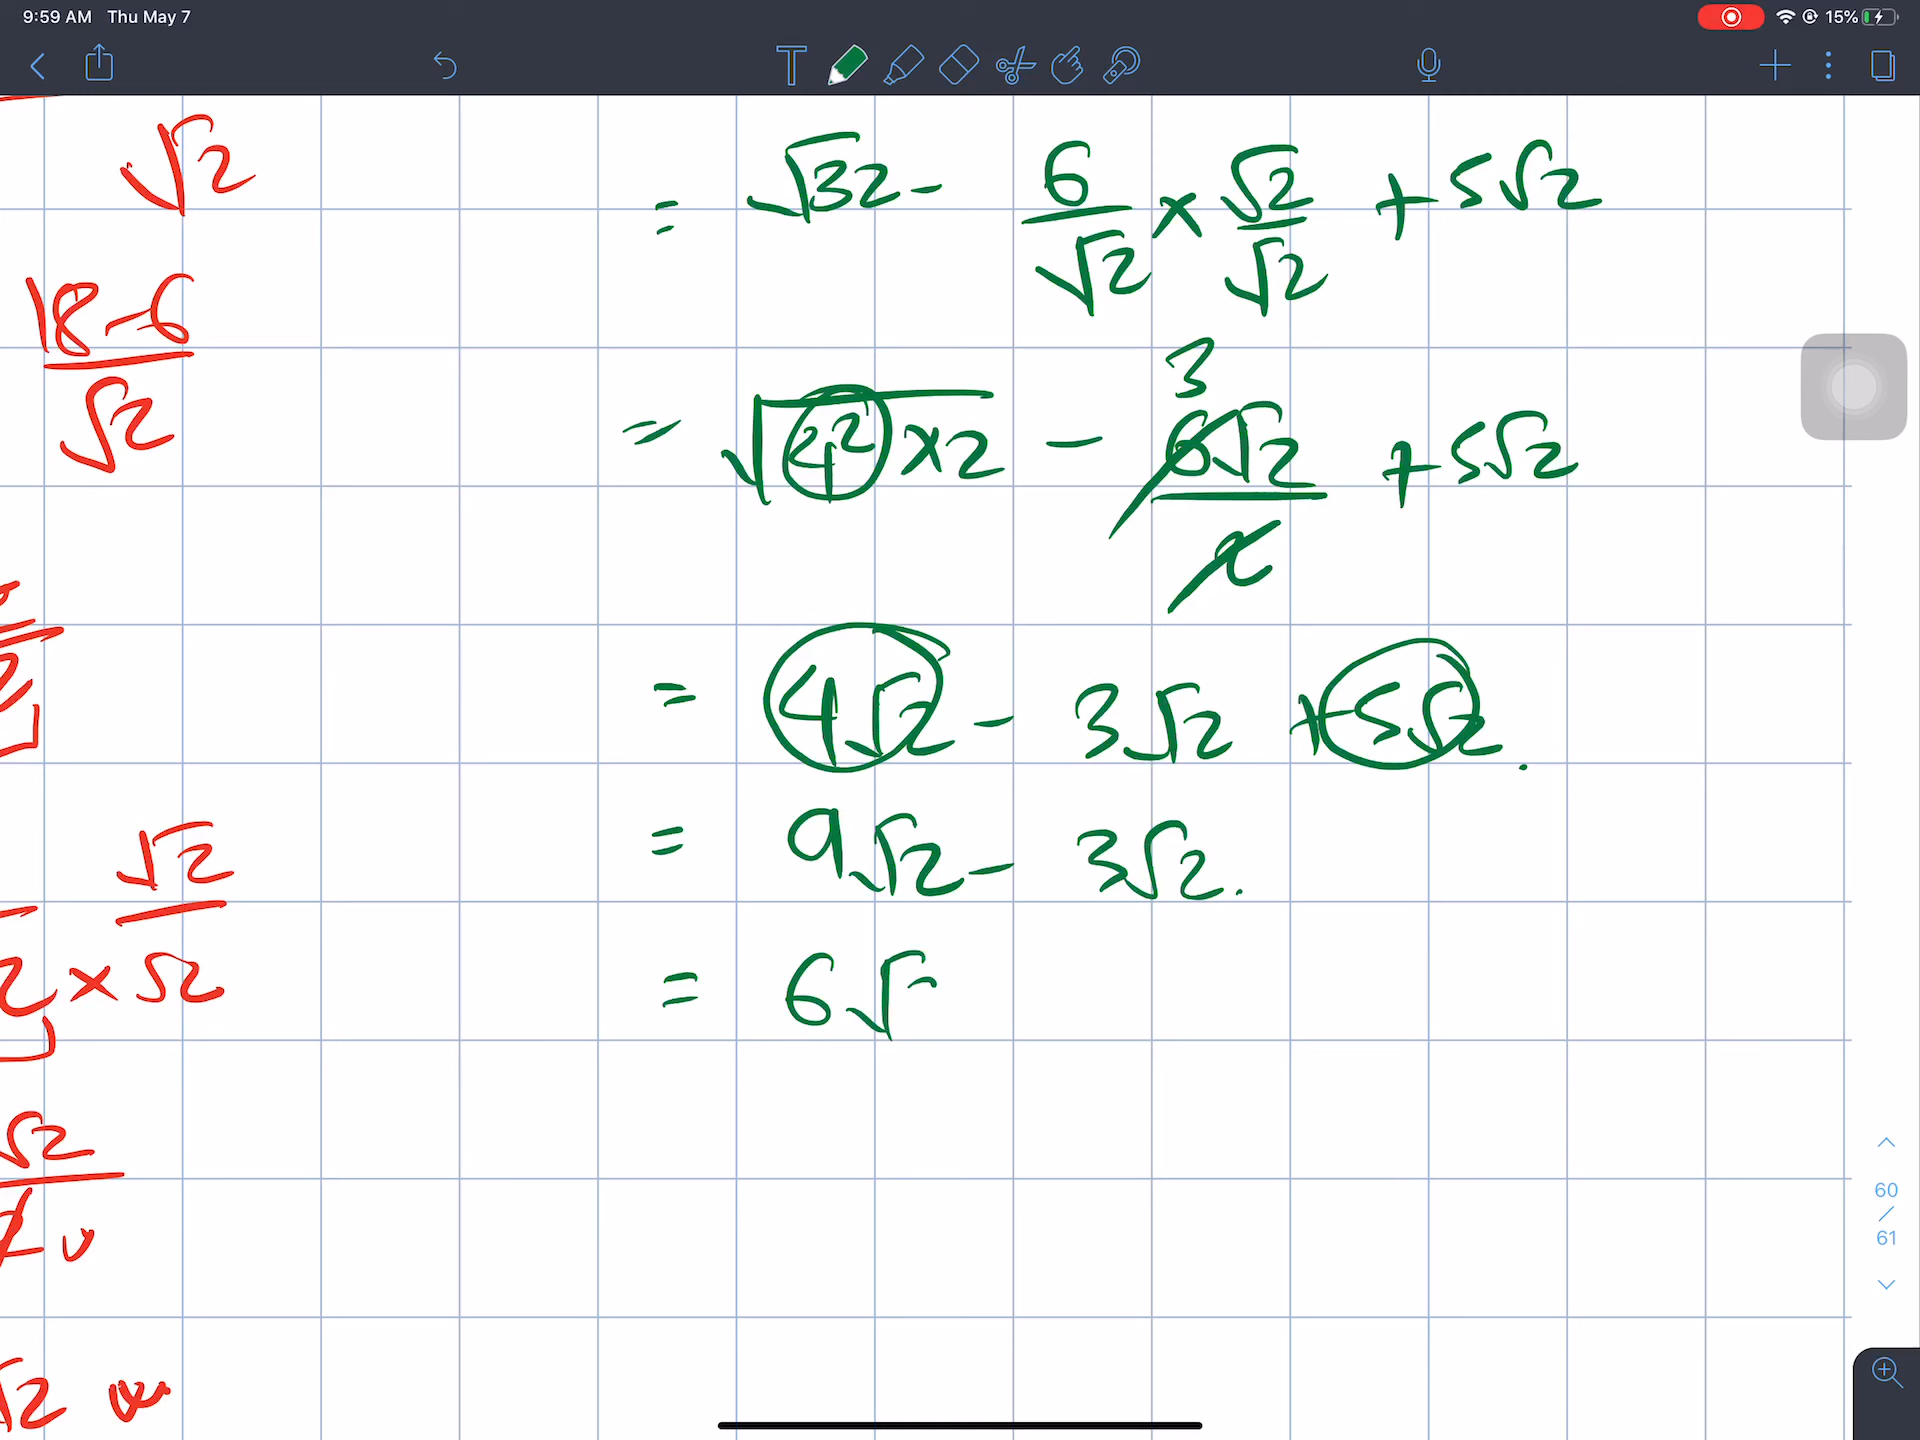 9:59 AM Thu May 7 15%
√2
18-6
√2
√2
× √2
√2
√2
= √32 - 6/√2 × √2/√2 + 5√2
= √4² × 2 - 6√2/2 + 5√2
3
= 4√2 - 3√2 + 5√2.
= 9√2 - 3√2.
= 6√
60
/
61